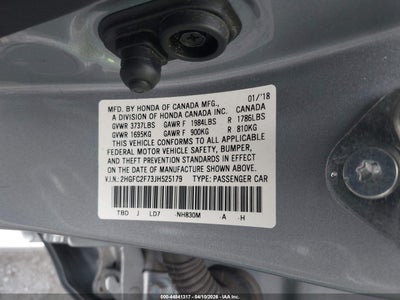 MFD. BY HONDA OF CANADA MFG., 01/'18
A DIVISION OF HONDA CANADA INC. CANADA
GVWR 3737LBS GAWR F 1984LBS R 1786LBS
GVWR 1695KG GAWR F 900KG R 810KG
THIS VEHICLE CONFORMS TO ALL APPLICABLE
FEDERAL MOTOR VEHICLE SAFETY, BUMPER,
AND THEFT PREVENTION STANDARDS IN EFFECT
ON THE DATE OF MANUFACTURE SHOWN ABOVE.
V.I.N.: 2HGFC2F73JH525179 TYPE: PASSENGER CAR
TBD J LD7 -NH830M -A -H
000-44841317 - 04/10/2026 - IAA Inc.